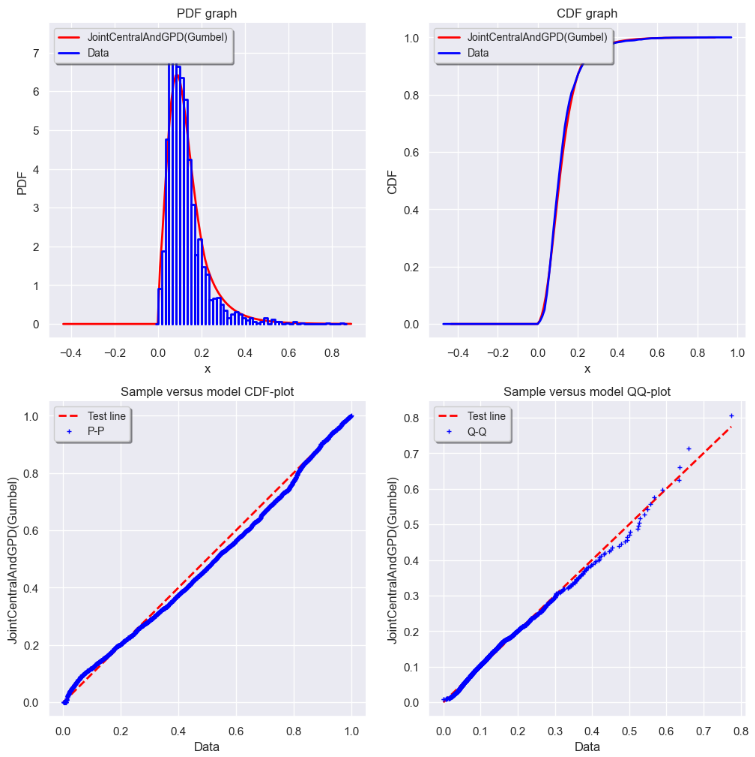 PDF graph
JointCentralAndGPD(Gumbel)
Data
PDF
7
6
5
4
3
2
1
0
−0.4 −0.2 0.0 0.2 0.4 0.6 0.8
x
CDF graph
JointCentralAndGPD(Gumbel)
Data
CDF
1.0
0.8
0.6
0.4
0.2
0.0
−0.4 −0.2 0.0 0.2 0.4 0.6 0.8 1.0
x
Sample versus model CDF-plot
Test line
P-P
JointCentralAndGPD(Gumbel)
1.0
0.8
0.6
0.4
0.2
0.0
0.0 0.2 0.4 0.6 0.8 1.0
Data
Sample versus model QQ-plot
Test line
Q-Q
JointCentralAndGPD(Gumbel)
0.8
0.7
0.6
0.5
0.4
0.3
0.2
0.1
0.0
0.0 0.1 0.2 0.3 0.4 0.5 0.6 0.7 0.8
Data